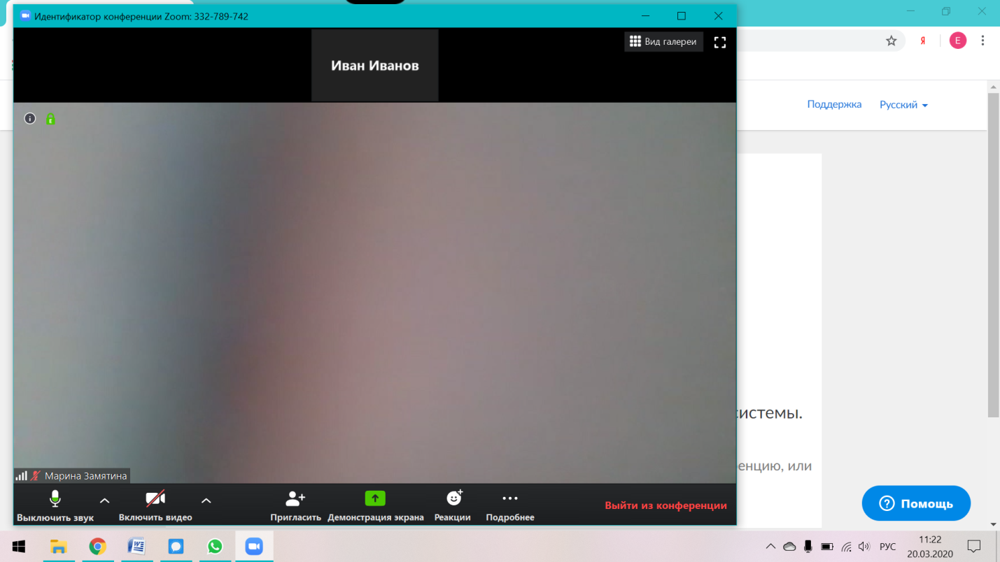 Идентификатор конференции Zoom: 332-789-742
Я
E
Вид галереи
Иван Иванов
Поддержка
Русский
системы.
енцию, или
Марина Замятина
Выключить звук
Включить видео
Пригласить
Демонстрация экрана
Реакции
Подробнее
Выйти из конференции
Помощь
РУС
11:22
20.03.2020